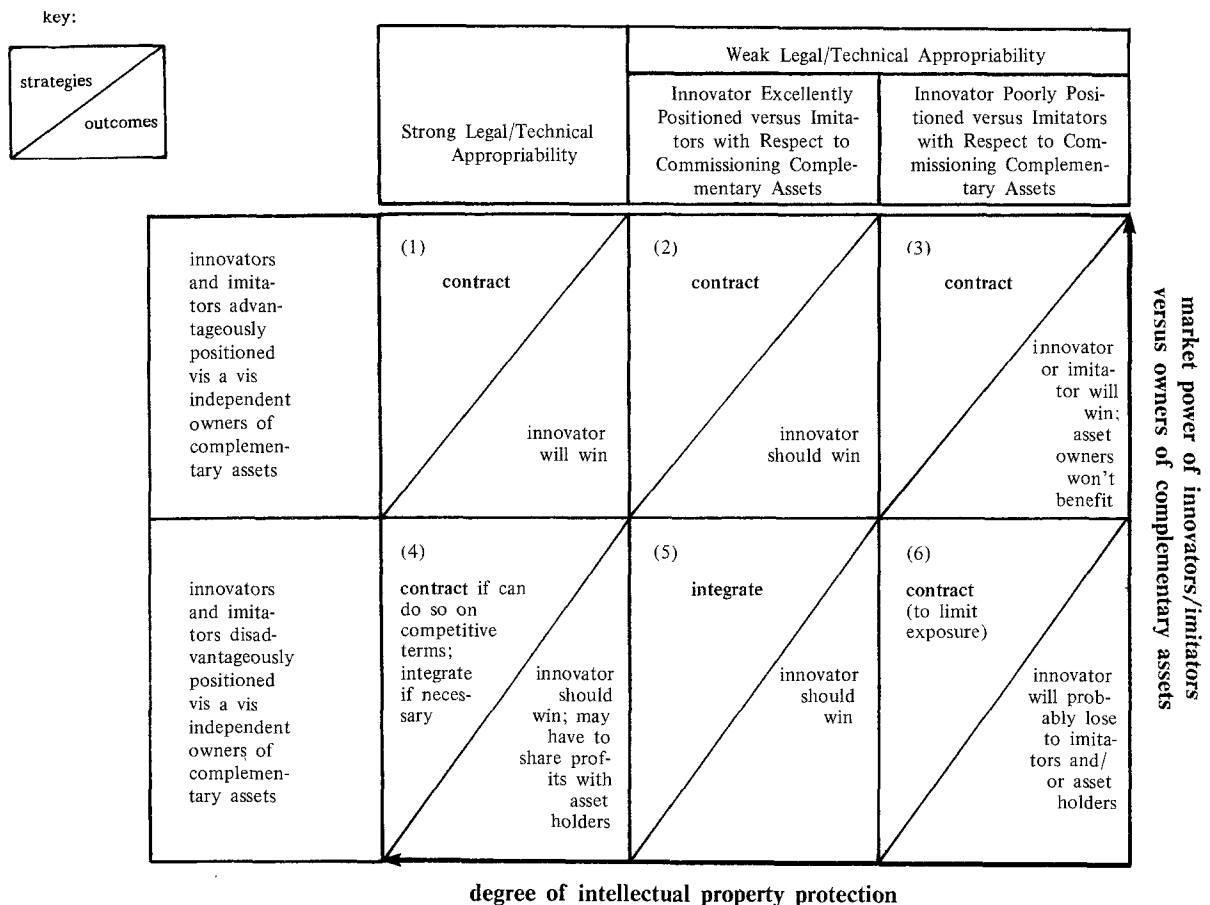 key:
strategies
outcomes
Strong Legal/Technical
Appropriability
Weak Legal/Technical Appropriability
Innovator Excellently
Positioned versus Imita-
tors with Respect to
Commissioning Comple-
mentary Assets
Innovator Poorly Posi-
tioned versus Imitators
with Respect to Com-
missioning Complemen-
tary Assets
innovators
and imita-
tors advan-
tageously
positioned
vis a vis
independent
owners of
complemen-
tary assets
(1)
contract
innovator
will win
(2)
contract
innovator
should win
(3)
contract
innovator
or imita-
tor will
win;
asset
owners
won't
benefit
innovators
and imita-
tors disad-
vantageously
positioned
vis a vis
independent
owners of
complemen-
tary assets
(4)
contract if can
do so on
competitive
terms;
integrate
if neces-
sary
innovator
should
win; may
have to
share prof-
its with
asset
holders
(5)
integrate
innovator
should
win
(6)
contract
(to limit
exposure)
innovator
will prob-
ably lose
to imita-
tors and/
or asset
holders
market power of innovators/imitators
versus owners of complementary assets
degree of intellectual property protection